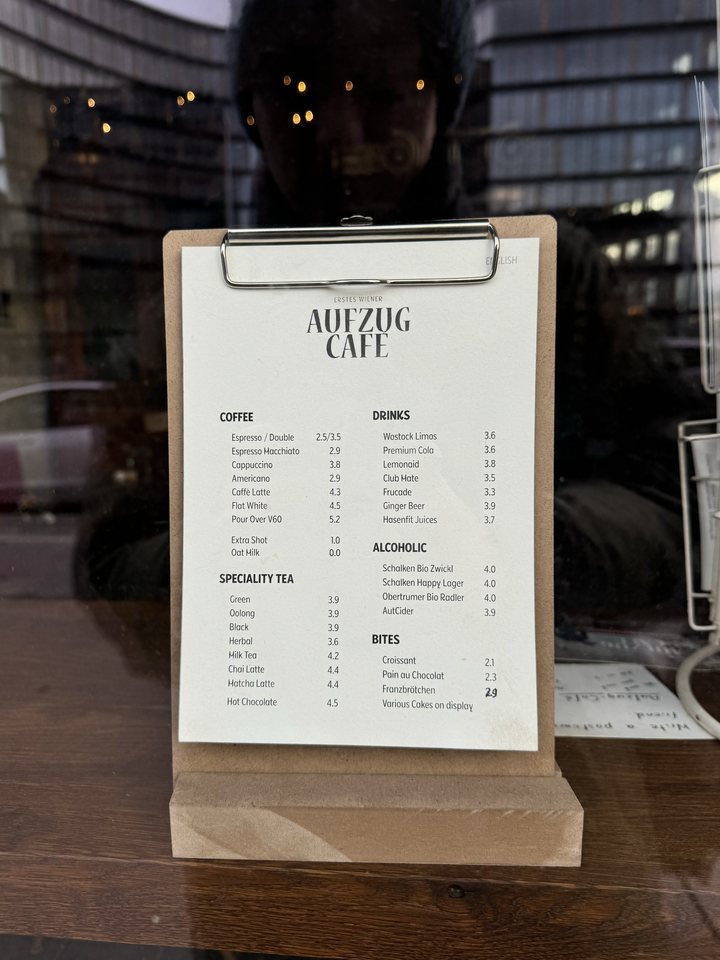 ENGLISH
ERSTES WIENER
AUFZUG
CAFE
COFFEE
Espresso / Double 2.5/3.5
Espresso Macchiato 2.9
Cappuccino 3.8
Americano 2.9
Caffè Latte 4.3
Flat White 4.5
Pour Over V60 5.2
Extra Shot 1.0
Oat Milk 0.0
SPECIALITY TEA
Green 3.9
Oolong 3.9
Black 3.9
Herbal 3.6
Milk Tea 4.2
Chai Latte 4.4
Matcha Latte 4.4
Hot Chocolate 4.5
DRINKS
Wostock Limos 3.6
Premium Cola 3.6
Lemonaid 3.8
Club Mate 3.5
Frucade 3.3
Ginger Beer 3.9
Hasenfit Juices 3.7
ALCOHOLIC
Schalken Bio Zwickl 4.0
Schalken Happy Lager 4.0
Obertrumer Bio Radler 4.0
AutCider 3.9
BITES
Croissant 2.1
Pain au Chocolat 2.3
Franzbrötchen 2.9
Various Cakes on display
Write a postcard
friend
Aufzug-Café